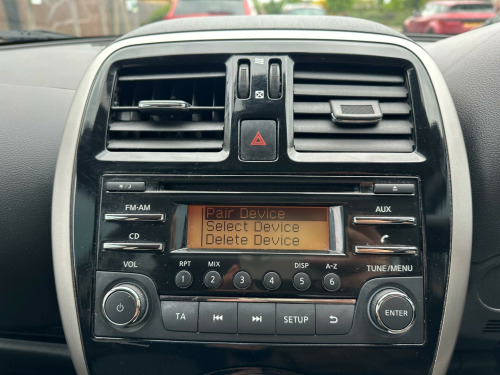 Pair Device
Select Device
Delete Device
FM-AM
AUX
CD
VOL
RPT MIX DISP A-Z
TUNE/MENU
1 2 3 4 5 6
TA
SETUP
ENTER